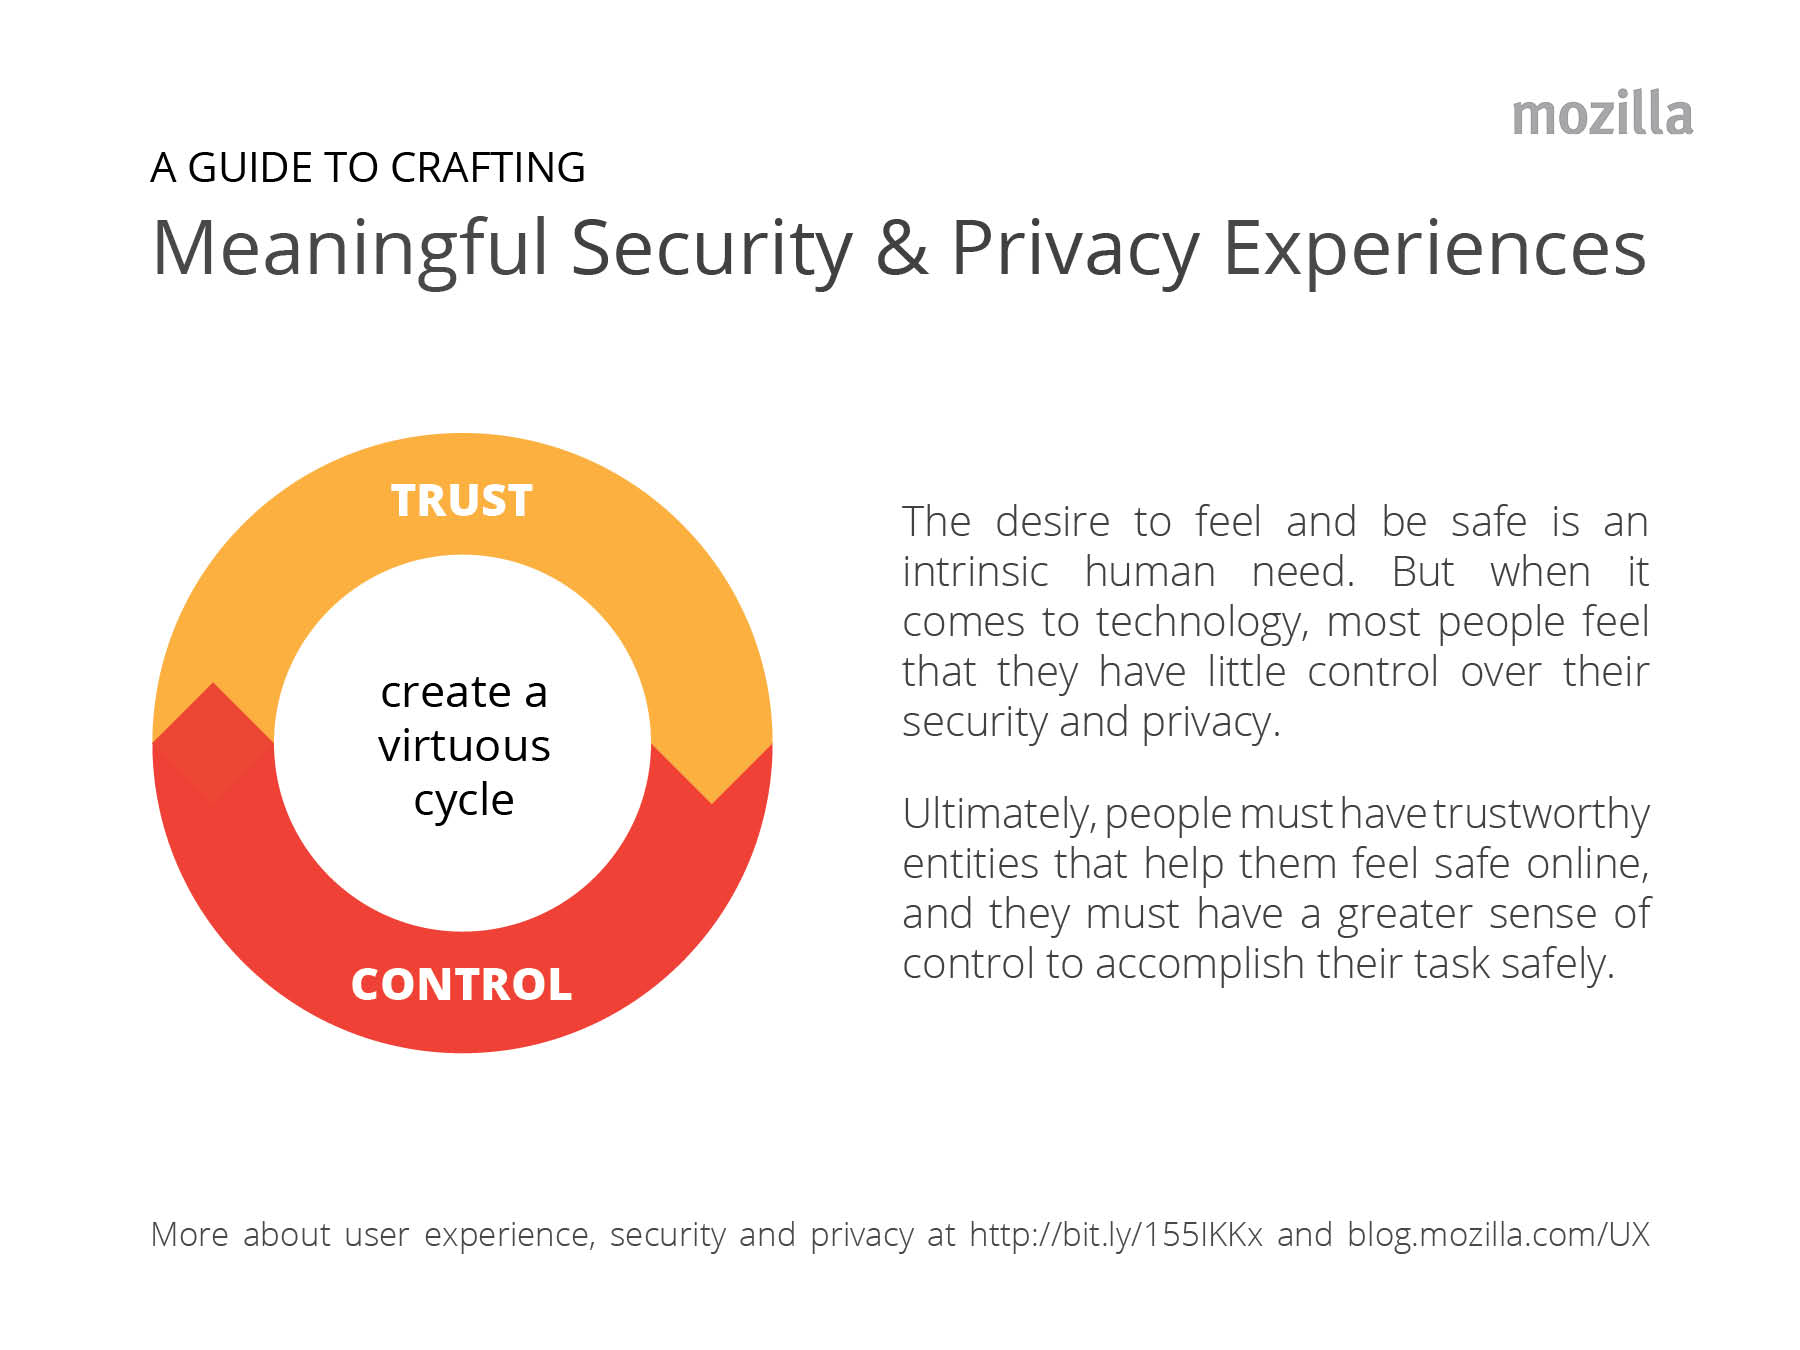 mozilla
A GUIDE TO CRAFTING
Meaningful Security & Privacy Experiences
TRUST
create a
virtuous
cycle
CONTROL
The desire to feel and be safe is an
intrinsic human need. But when it
comes to technology, most people feel
that they have little control over their
security and privacy.
Ultimately, people must have trustworthy
entities that help them feel safe online,
and they must have a greater sense of
control to accomplish their task safely.
More about user experience, security and privacy at http://bit.ly/155IKKx and blog.mozilla.com/UX